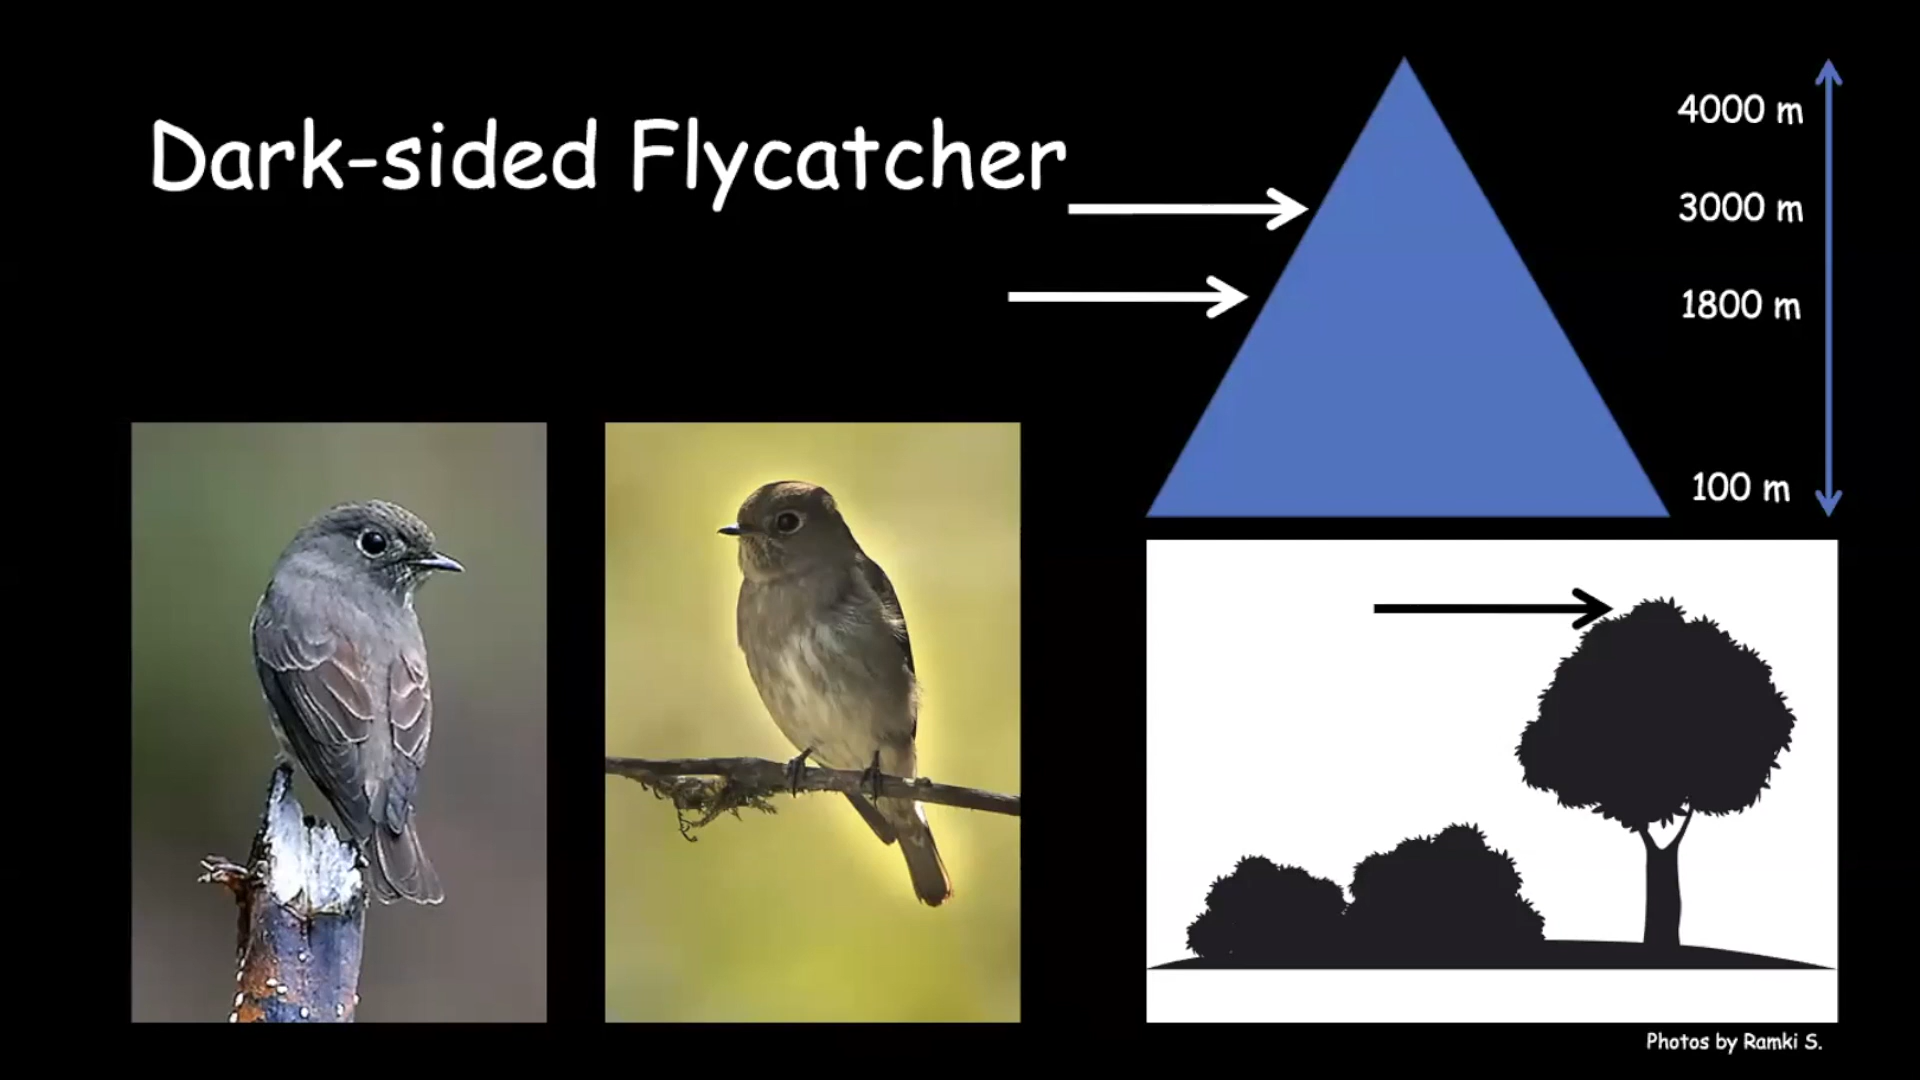 Dark-sided Flycatcher
4000 m
3000 m
1800 m
100 m
Photos by Ramki S.